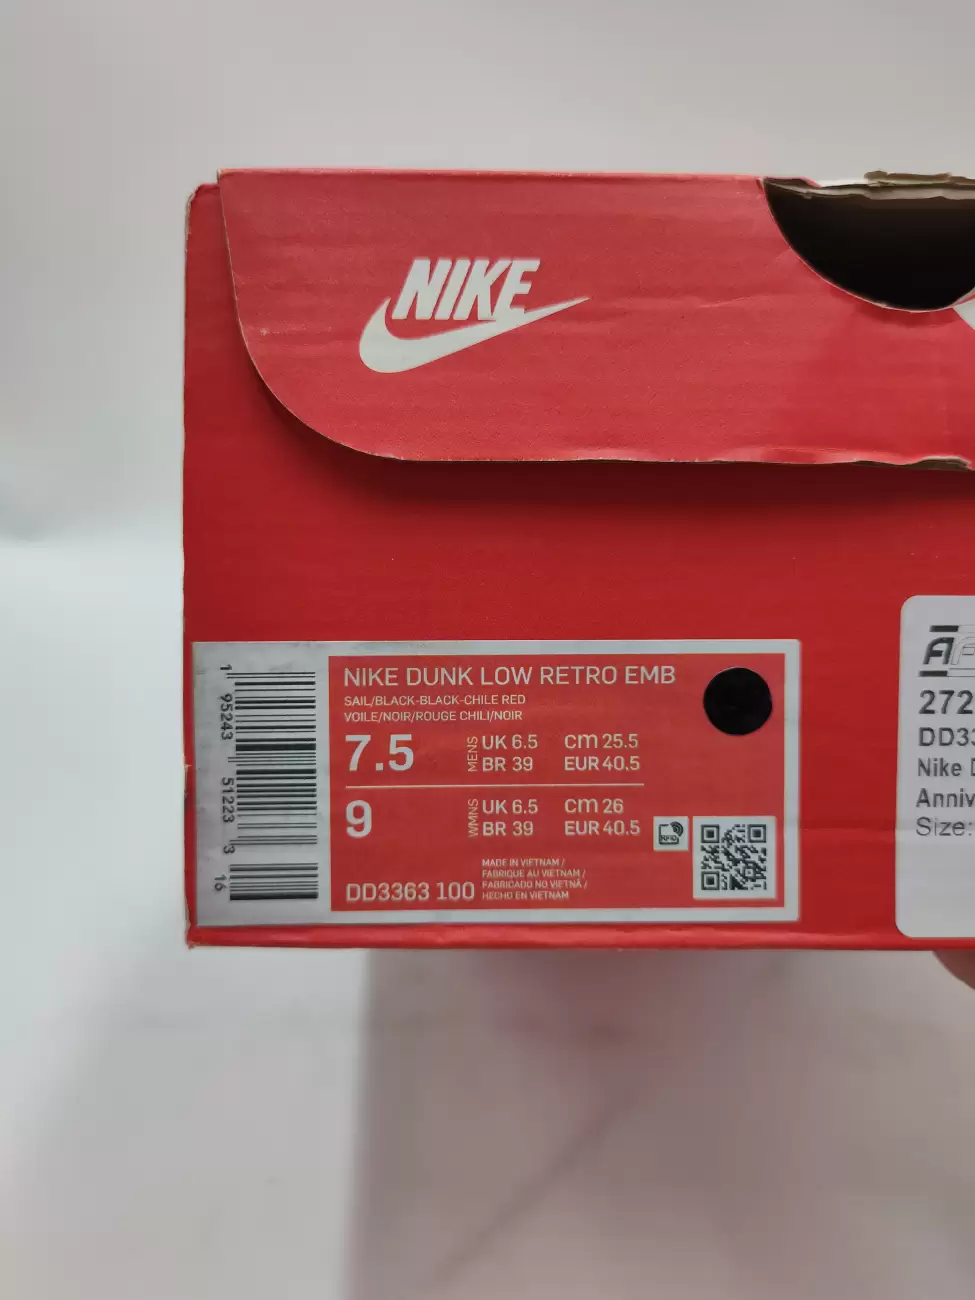 NIKE
NIKE DUNK LOW RETRO EMB
SAIL/BLACK-BLACK-CHILE RED
VOILE/NOIR/ROUGE CHILI/NOIR
7.5
MENS
UK 6.5
cm 25.5
BR 39
EUR 40.5
9
WMNS
UK 6.5
cm 26
BR 39
EUR 40.5
RFID
DD3363 100
MADE IN VIETNAM /
FABRIQUE AU VIETNAM /
FABRICADO NO VIETNÃ /
HECHO EN VIETNAM
1 95243 51223 3 16
272
DD33
Nike D
Anniv
Size: